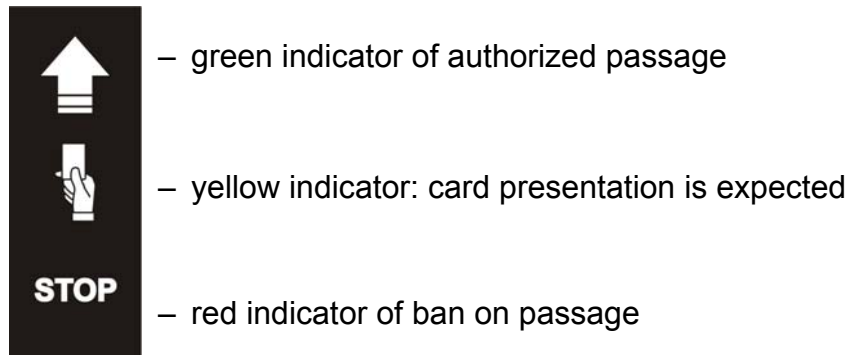 – green indicator of authorized passage
– yellow indicator: card presentation is expected
STOP
– red indicator of ban on passage